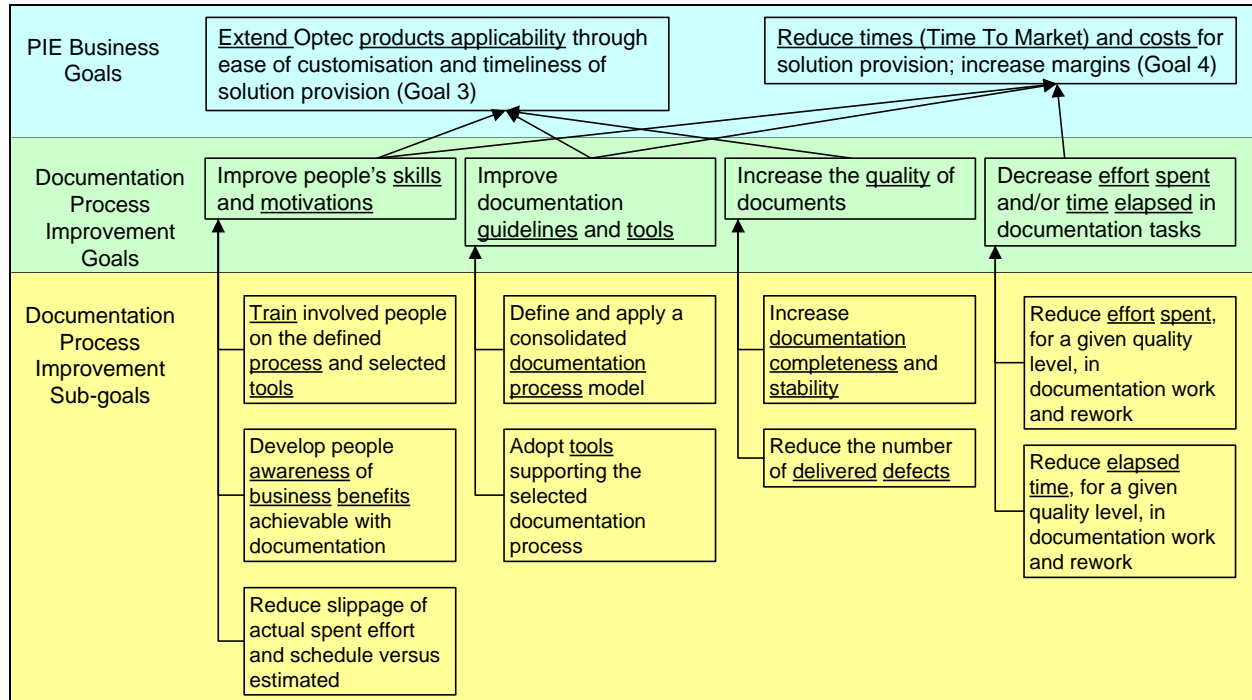 PIE Business
Goals
Extend Optec products applicability through
ease of customisation and timeliness of
solution provision (Goal 3)
Reduce times (Time To Market) and costs for
solution provision; increase margins (Goal 4)
Documentation
Process
Improvement
Goals
Improve people's skills
and motivations
Improve
documentation
guidelines and tools
Increase the quality of
documents
Decrease effort spent
and/or time elapsed in
documentation tasks
Documentation
Process
Improvement
Sub-goals
Train involved people
on the defined
process and selected
tools
Define and apply a
consolidated
documentation
process model
Increase
documentation
completeness and
stability
Reduce effort spent,
for a given quality
level, in
documentation work
and rework
Develop people
awareness of
business benefits
achievable with
documentation
Adopt tools
supporting the
selected
documentation
process
Reduce the number
of delivered defects
Reduce elapsed
time, for a given
quality level, in
documentation work
and rework
Reduce slippage of
actual spent effort
and schedule versus
estimated